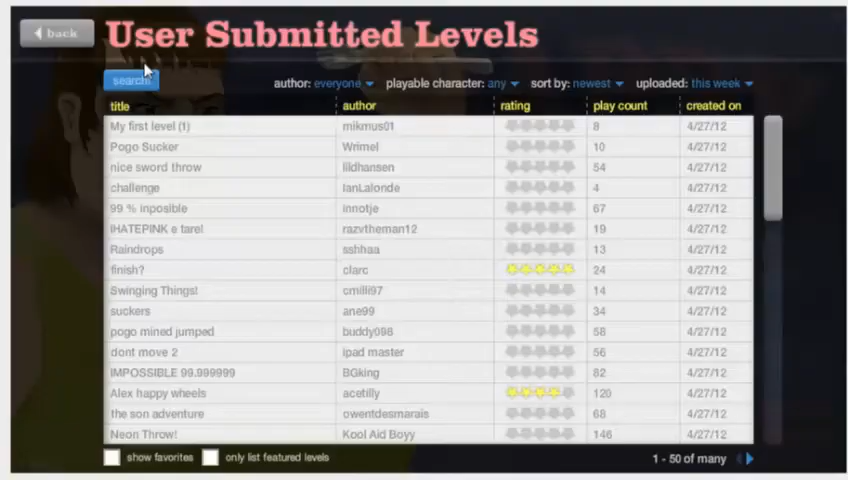 back
User Submitted Levels
search!
author: everyone playable character: any sort by: newest uploaded: this week
title author rating play count created on
My first level (1) mikmus01 8 4/27/12
Pogo Sucker Wrimel 10 4/27/12
nice sword throw lildhansen 54 4/27/12
challenge IanLalonde 4 4/27/12
99 % inposible innotje 67 4/27/12
IHATEPINK e tare! razvtheman12 19 4/27/12
Raindrops sshhaa 13 4/27/12
finish? clarc 24 4/27/12
Swinging Things! cmilli97 14 4/27/12
suckers ane99 34 4/27/12
pogo mined jumped buddy098 58 4/27/12
dont move 2 ipad master 56 4/27/12
IMPOSSIBLE 99.999999 BGking 82 4/27/12
Alex happy wheels acetilly 120 4/27/12
the son adventure owentdesmarais 68 4/27/12
Neon Throw! Kool Aid Boyy 146 4/27/12
show favorites only list featured levels 1 - 50 of many